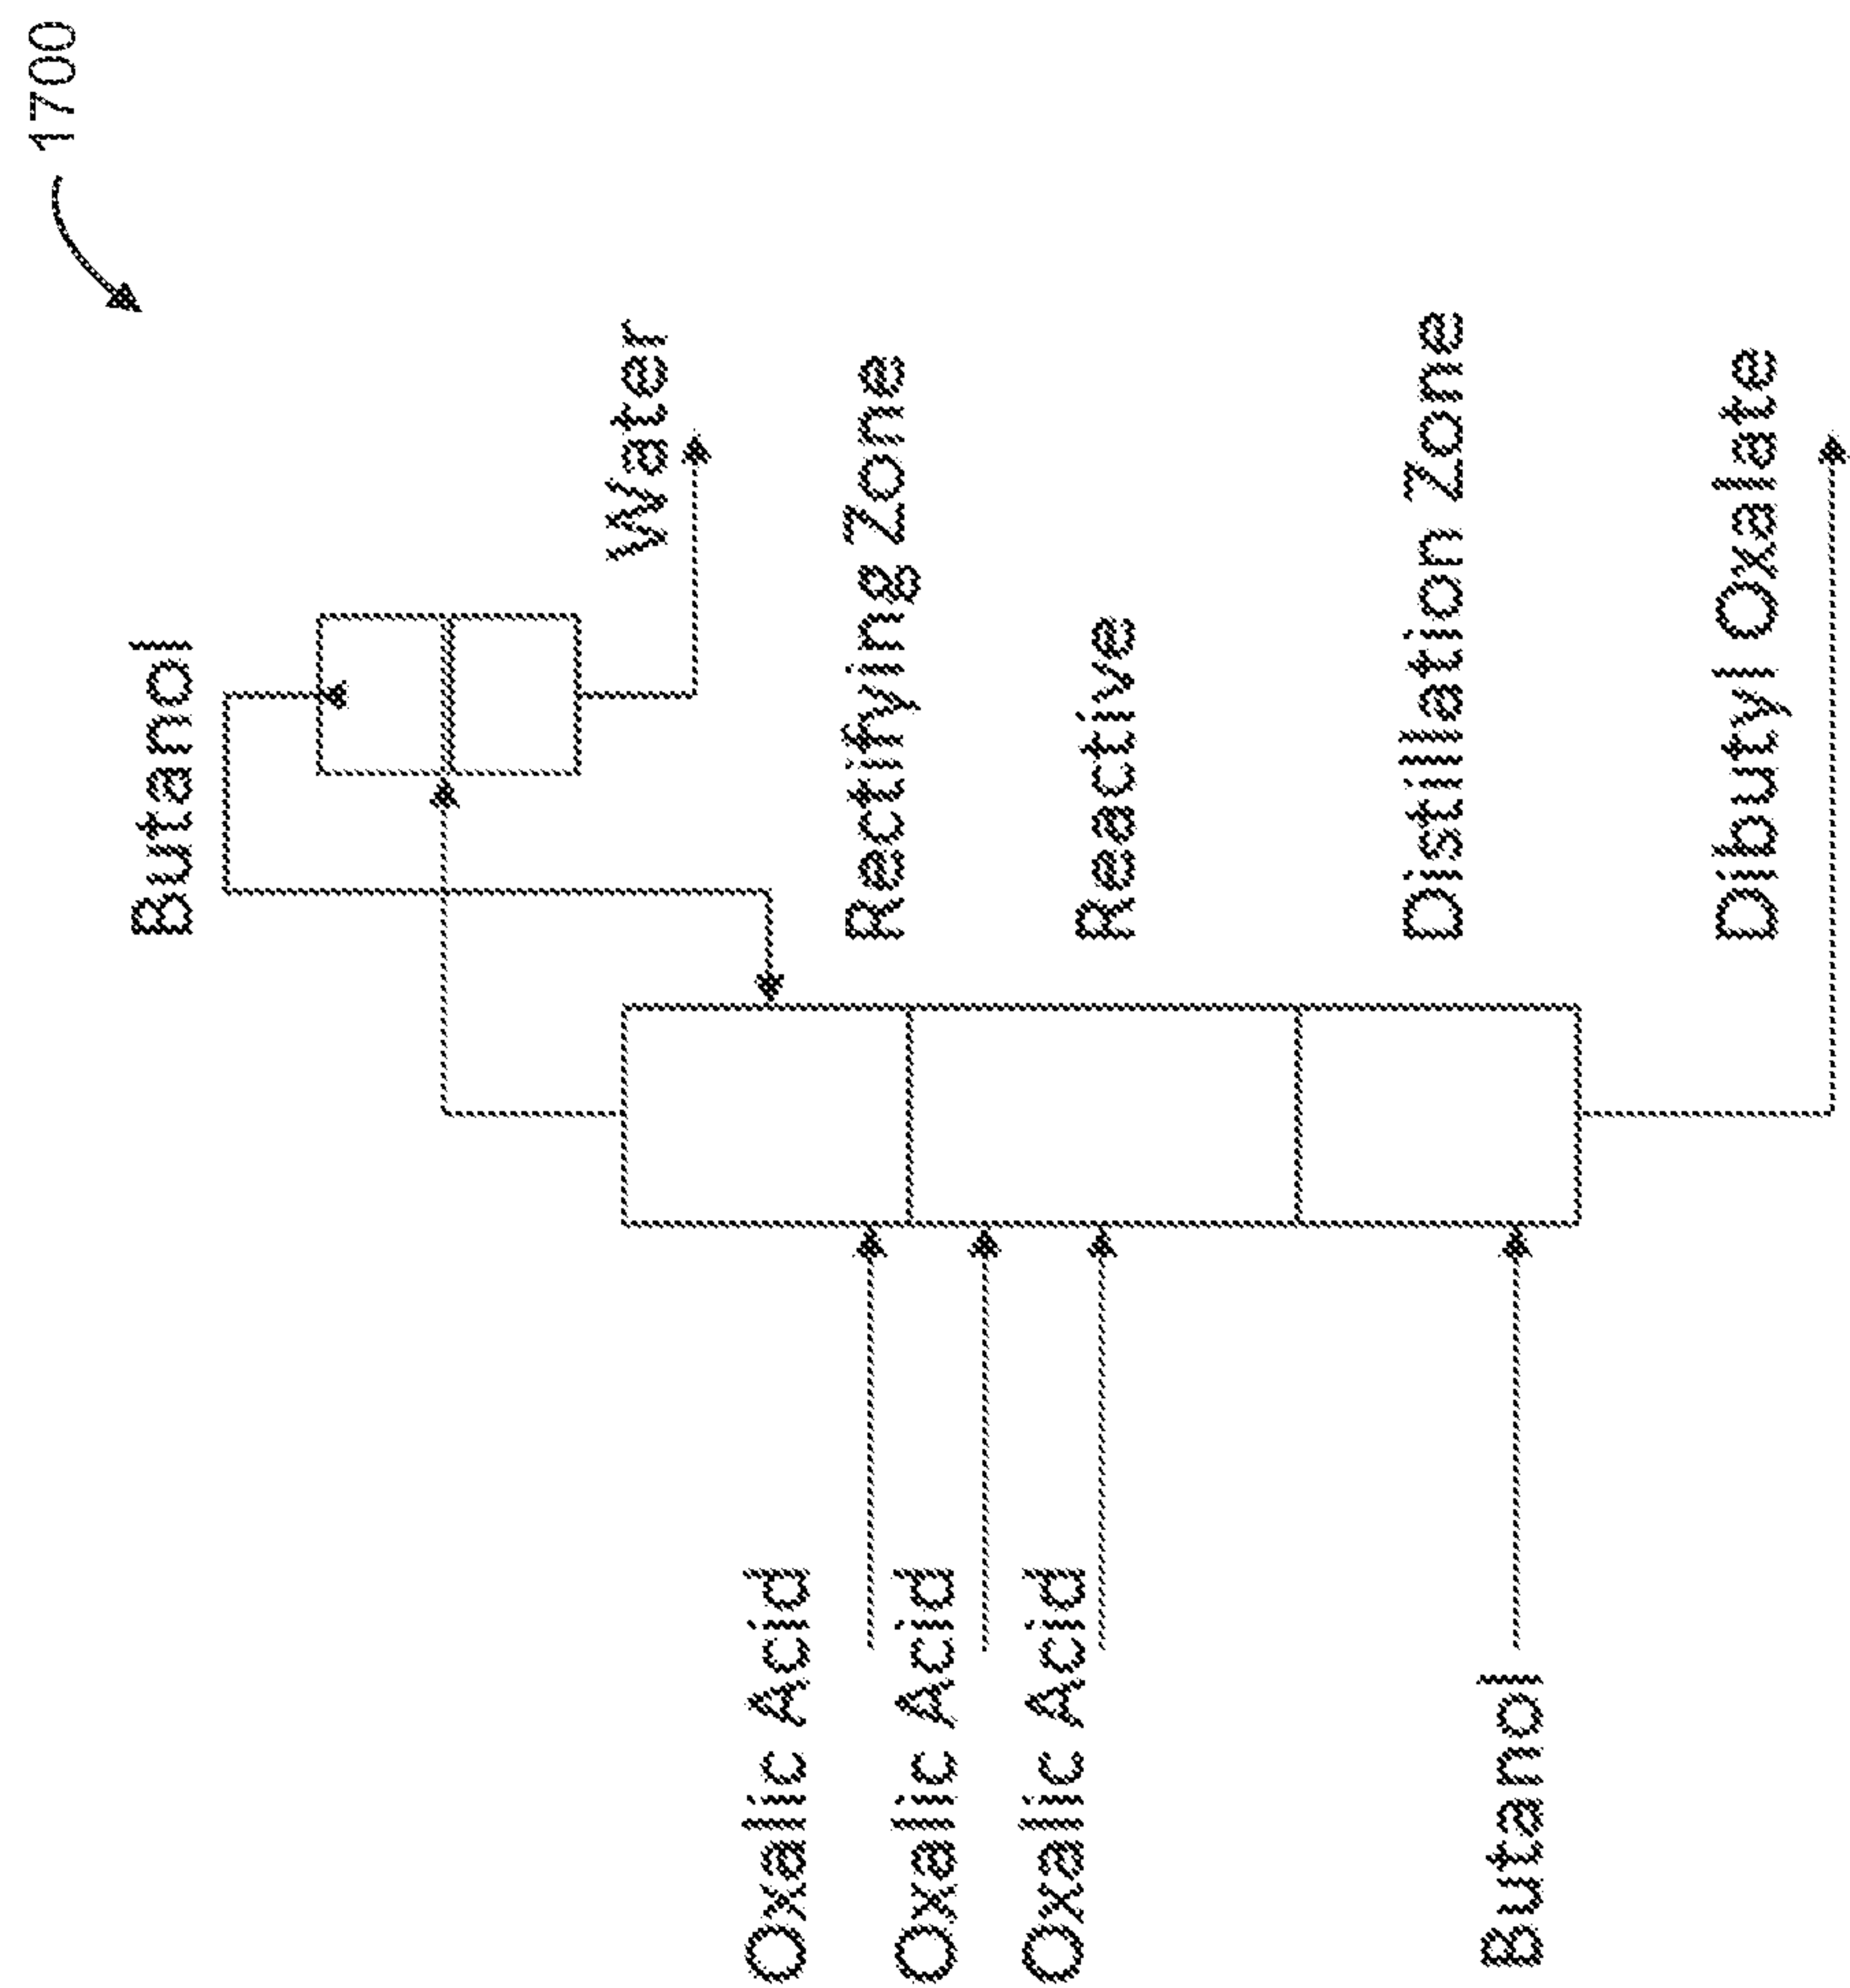 1700
Butanol
Water
Oxalic Acid
Rectifying Zone
Oxalic Acid
Oxalic Acid
Reactive
Distillation Zone
Butanol
Dibutyl Oxalate